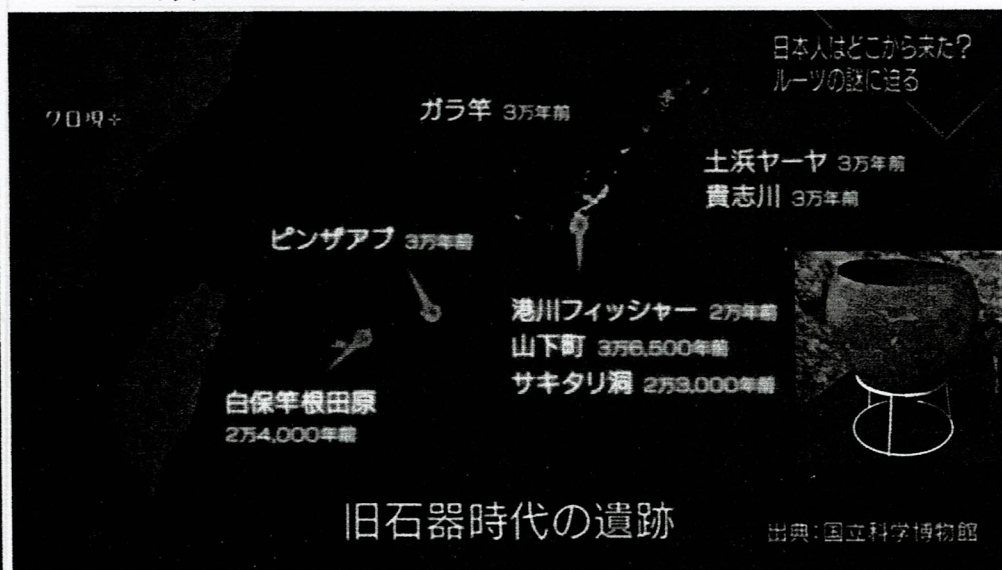 日本人はどこから来た?
ルーツの謎に迫る
クロ現+
ガラ竿 3万年前
土浜ヤーヤ 3万年前
貴志川 3万年前
ピンザアブ 3万年前
港川フィッシャー 2万年前
山下町 3万6,500年前
サキタリ洞 2万3,000年前
白保竿根田原
2万4,000年前
旧石器時代の遺跡
出典:国立科学博物館